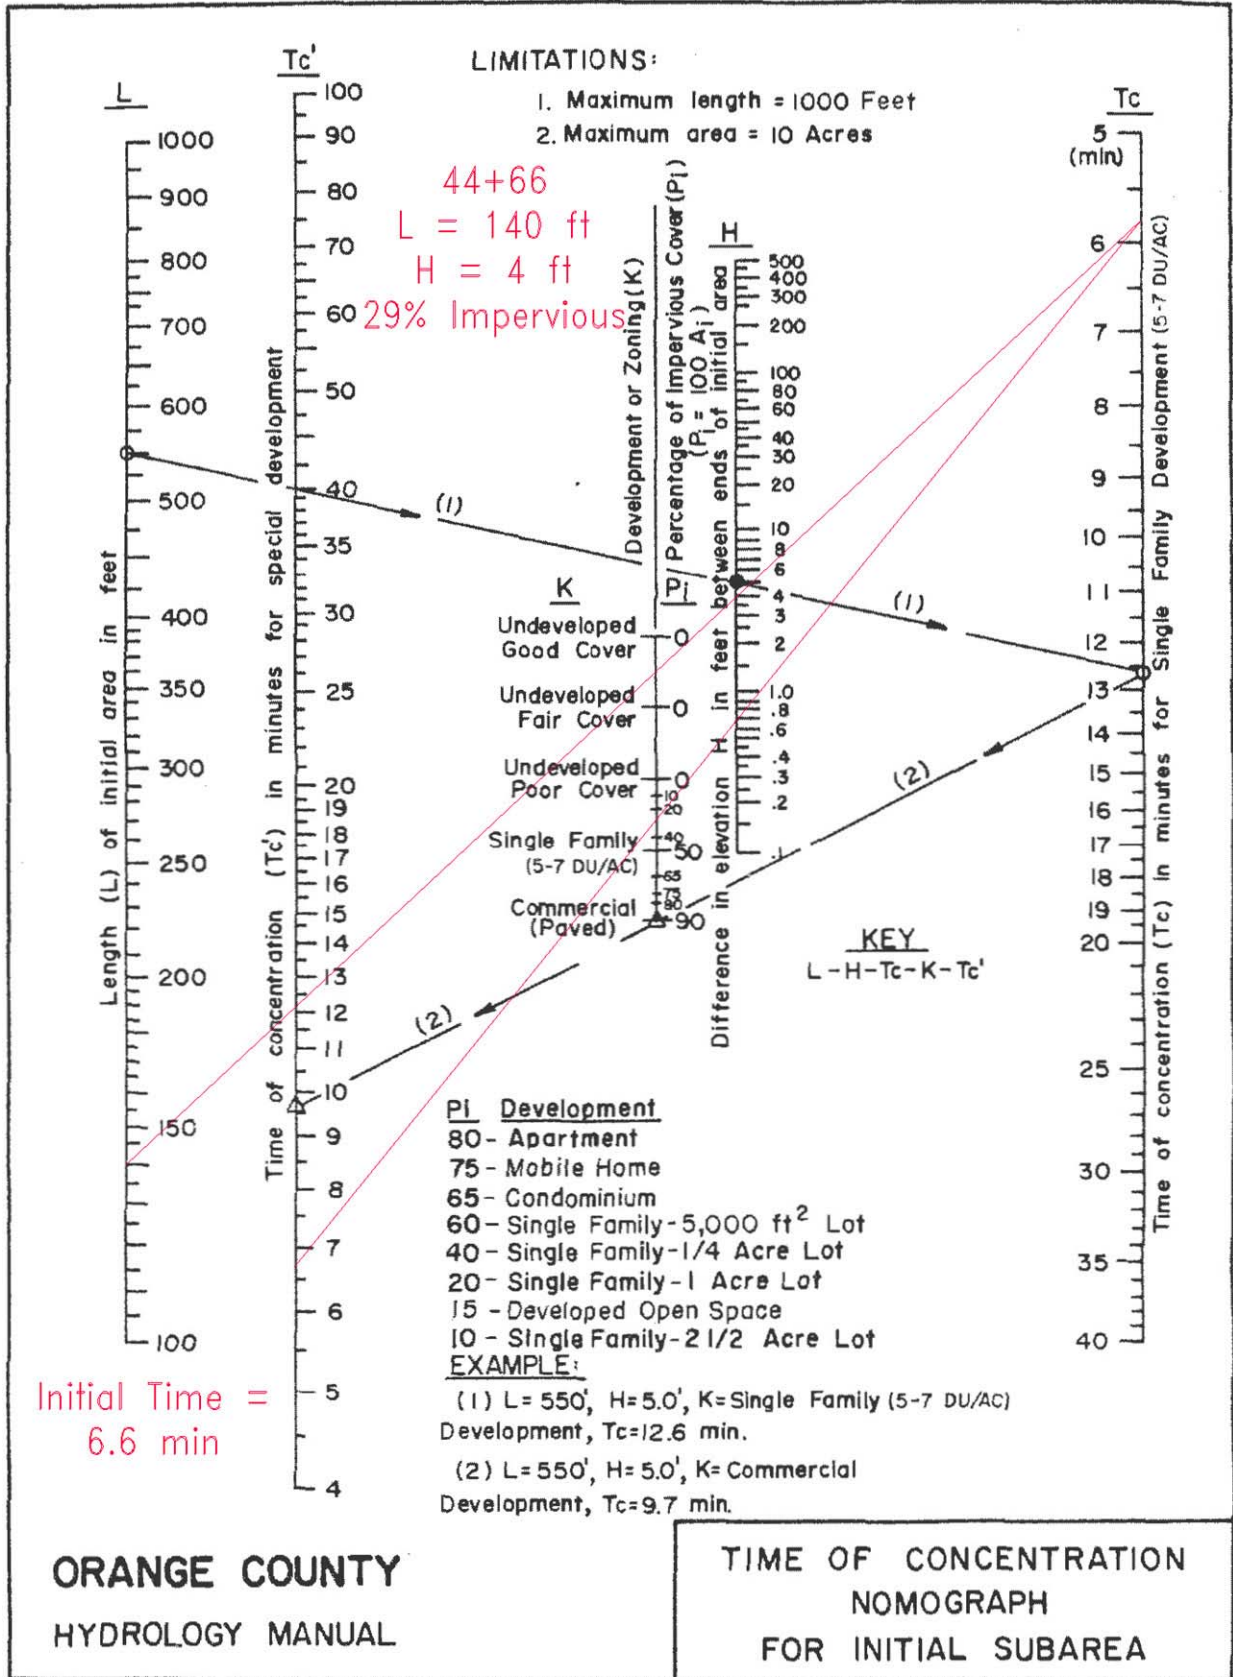 LIMITATIONS:
1. Maximum length = 1000 Feet
2. Maximum area = 10 Acres
L
1000
900
800
700
600
500
400
350
300
250
200
150
100
Length (L) of initial area in feet
Tc'
100
90
80
70
60
50
40
35
30
25
20
19
18
17
16
15
14
13
12
11
10
9
8
7
6
5
4
Time of concentration (Tc') in minutes for special development
44+66
L = 140 ft
H = 4 ft
29% Impervious
(1)
Development or Zoning (K)
Percentage of Impervious Cover (Pi)
(Pi = 100 Ai)
K
Pi
Undeveloped
Good Cover
0
Undeveloped
Fair Cover
0
Undeveloped
Poor Cover
0
10
20
40
Single Family
(5-7 DU/AC)
50
65
75
80
Commercial
(Paved)
90
(2)
H
500
400
300
200
100
80
60
40
30
20
10
8
6
4
3
2
1.0
.8
.6
.4
.3
.2
.1
Difference in elevation H in feet between ends of initial area
(1)
(2)
Tc
5
(min)
6
7
8
9
10
11
12
13
14
15
16
17
18
19
20
25
30
35
40
Time of concentration (Tc) in minutes for Single Family Development (5-7 DU/AC)
KEY
L-H-Tc-K-Tc'
Pi Development
80- Apartment
75- Mobile Home
65- Condominium
60- Single Family-5,000 ft² Lot
40- Single Family-1/4 Acre Lot
20- Single Family-1 Acre Lot
15 - Developed Open Space
10 - Single Family-2 1/2 Acre Lot
EXAMPLE:
(1) L=550', H=5.0', K=Single Family (5-7 DU/AC)
Development, Tc=12.6 min.
(2) L=550', H=5.0', K=Commercial
Development, Tc=9.7 min.
Initial Time =
6.6 min
ORANGE COUNTY
HYDROLOGY MANUAL
TIME OF CONCENTRATION
NOMOGRAPH
FOR INITIAL SUBAREA